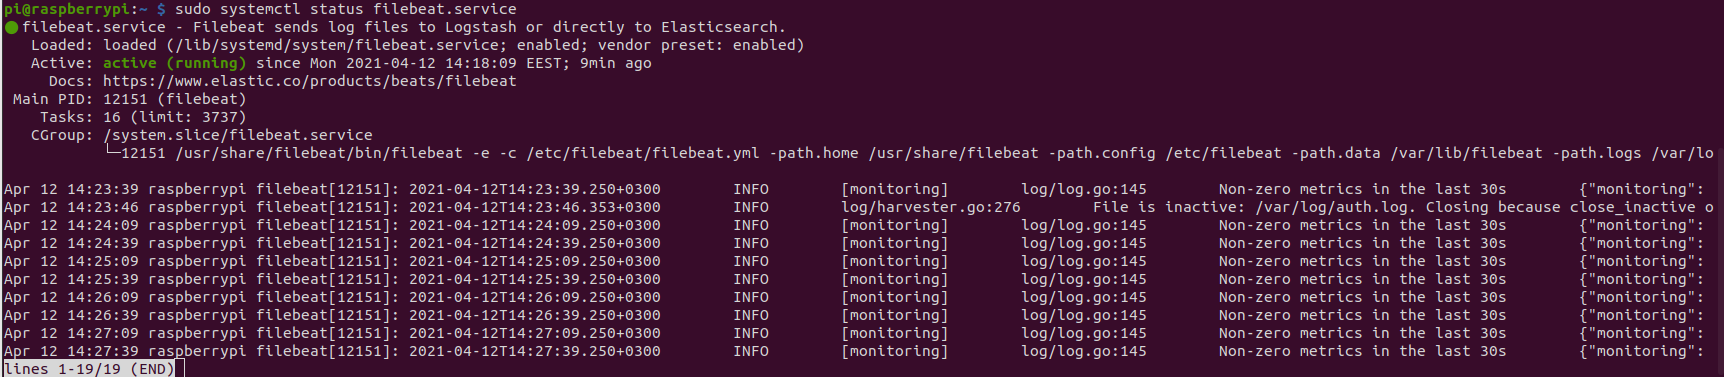 pi@raspberrypi:~ $ sudo systemctl status filebeat.service
● filebeat.service - Filebeat sends log files to Logstash or directly to Elasticsearch.
   Loaded: loaded (/lib/systemd/system/filebeat.service; enabled; vendor preset: enabled)
   Active: active (running) since Mon 2021-04-12 14:18:09 EEST; 9min ago
     Docs: https://www.elastic.co/products/beats/filebeat
 Main PID: 12151 (filebeat)
    Tasks: 16 (limit: 3737)
   CGroup: /system.slice/filebeat.service
           └─12151 /usr/share/filebeat/bin/filebeat -e -c /etc/filebeat/filebeat.yml -path.home /usr/share/filebeat -path.config /etc/filebeat -path.data /var/lib/filebeat -path.logs /var/lo
Apr 12 14:23:39 raspberrypi filebeat[12151]: 2021-04-12T14:23:39.250+0300        INFO        [monitoring]        log/log.go:145        Non-zero metrics in the last 30s        {"monitoring":
Apr 12 14:23:46 raspberrypi filebeat[12151]: 2021-04-12T14:23:46.353+0300        INFO        log/harvester.go:276        File is inactive: /var/log/auth.log. Closing because close_inactive o
Apr 12 14:24:09 raspberrypi filebeat[12151]: 2021-04-12T14:24:09.250+0300        INFO        [monitoring]        log/log.go:145        Non-zero metrics in the last 30s        {"monitoring":
Apr 12 14:24:39 raspberrypi filebeat[12151]: 2021-04-12T14:24:39.250+0300        INFO        [monitoring]        log/log.go:145        Non-zero metrics in the last 30s        {"monitoring":
Apr 12 14:25:09 raspberrypi filebeat[12151]: 2021-04-12T14:25:09.250+0300        INFO        [monitoring]        log/log.go:145        Non-zero metrics in the last 30s        {"monitoring":
Apr 12 14:25:39 raspberrypi filebeat[12151]: 2021-04-12T14:25:39.250+0300        INFO        [monitoring]        log/log.go:145        Non-zero metrics in the last 30s        {"monitoring":
Apr 12 14:26:09 raspberrypi filebeat[12151]: 2021-04-12T14:26:09.250+0300        INFO        [monitoring]        log/log.go:145        Non-zero metrics in the last 30s        {"monitoring":
Apr 12 14:26:39 raspberrypi filebeat[12151]: 2021-04-12T14:26:39.250+0300        INFO        [monitoring]        log/log.go:145        Non-zero metrics in the last 30s        {"monitoring":
Apr 12 14:27:09 raspberrypi filebeat[12151]: 2021-04-12T14:27:09.250+0300        INFO        [monitoring]        log/log.go:145        Non-zero metrics in the last 30s        {"monitoring":
Apr 12 14:27:39 raspberrypi filebeat[12151]: 2021-04-12T14:27:39.250+0300        INFO        [monitoring]        log/log.go:145        Non-zero metrics in the last 30s        {"monitoring":
lines 1-19/19 (END)